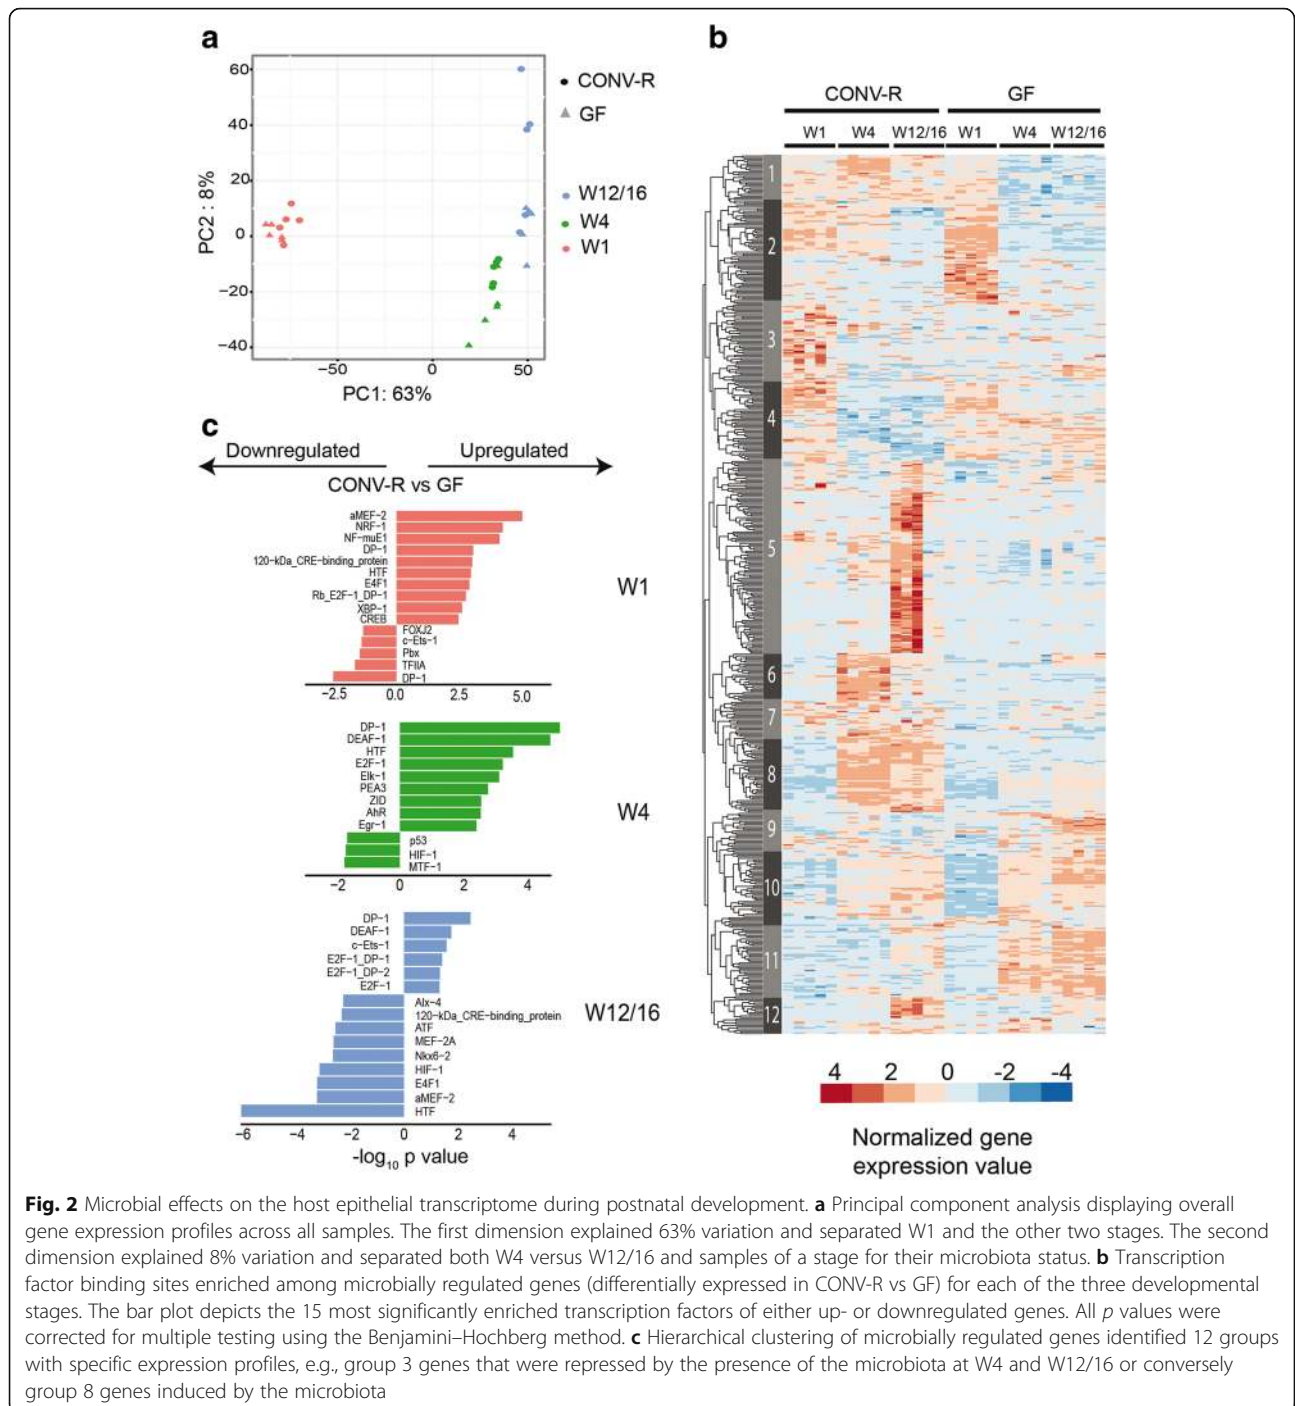 a
60
40
20
0
−20
−40
PC2 : 8%
−50
0
50
PC1: 63%
CONV-R
GF
W12/16
W4
W1
b
CONV-R
GF
W1
W4
W12/16
W1
W4
W12/16
1
2
3
4
5
6
7
8
9
10
11
12
4
2
0
-2
-4
Normalized gene
expression value
c
Downregulated
Upregulated
CONV-R vs GF
aMEF−2
NRF−1
NF−muE1
DP−1
120−kDa_CRE−binding_protein
HTF
E4F1
Rb_E2F−1_DP−1
XBP−1
CREB
FOXJ2
c−Ets−1
Pbx
TFIIA
DP−1
−2.5
0.0
2.5
5.0
W1
DP−1
DEAF−1
HTF
E2F−1
Elk−1
PEA3
ZID
AhR
Egr−1
p53
HIF−1
MTF−1
−2
0
2
4
W4
DP−1
DEAF−1
c−Ets−1
E2F−1_DP−1
E2F−1_DP−2
E2F−1
Alx−4
120−kDa_CRE−binding_protein
ATF
MEF−2A
Nkx6−2
HIF−1
E4F1
aMEF−2
HTF
−6
−4
−2
0
2
4
W12/16
-log10 p value
Fig. 2 Microbial effects on the host epithelial transcriptome during postnatal development. a Principal component analysis displaying overall
gene expression profiles across all samples. The first dimension explained 63% variation and separated W1 and the other two stages. The second
dimension explained 8% variation and separated both W4 versus W12/16 and samples of a stage for their microbiota status. b Transcription
factor binding sites enriched among microbially regulated genes (differentially expressed in CONV-R vs GF) for each of the three developmental
stages. The bar plot depicts the 15 most significantly enriched transcription factors of either up- or downregulated genes. All p values were
corrected for multiple testing using the Benjamini–Hochberg method. c Hierarchical clustering of microbially regulated genes identified 12 groups
with specific expression profiles, e.g., group 3 genes that were repressed by the presence of the microbiota at W4 and W12/16 or conversely
group 8 genes induced by the microbiota